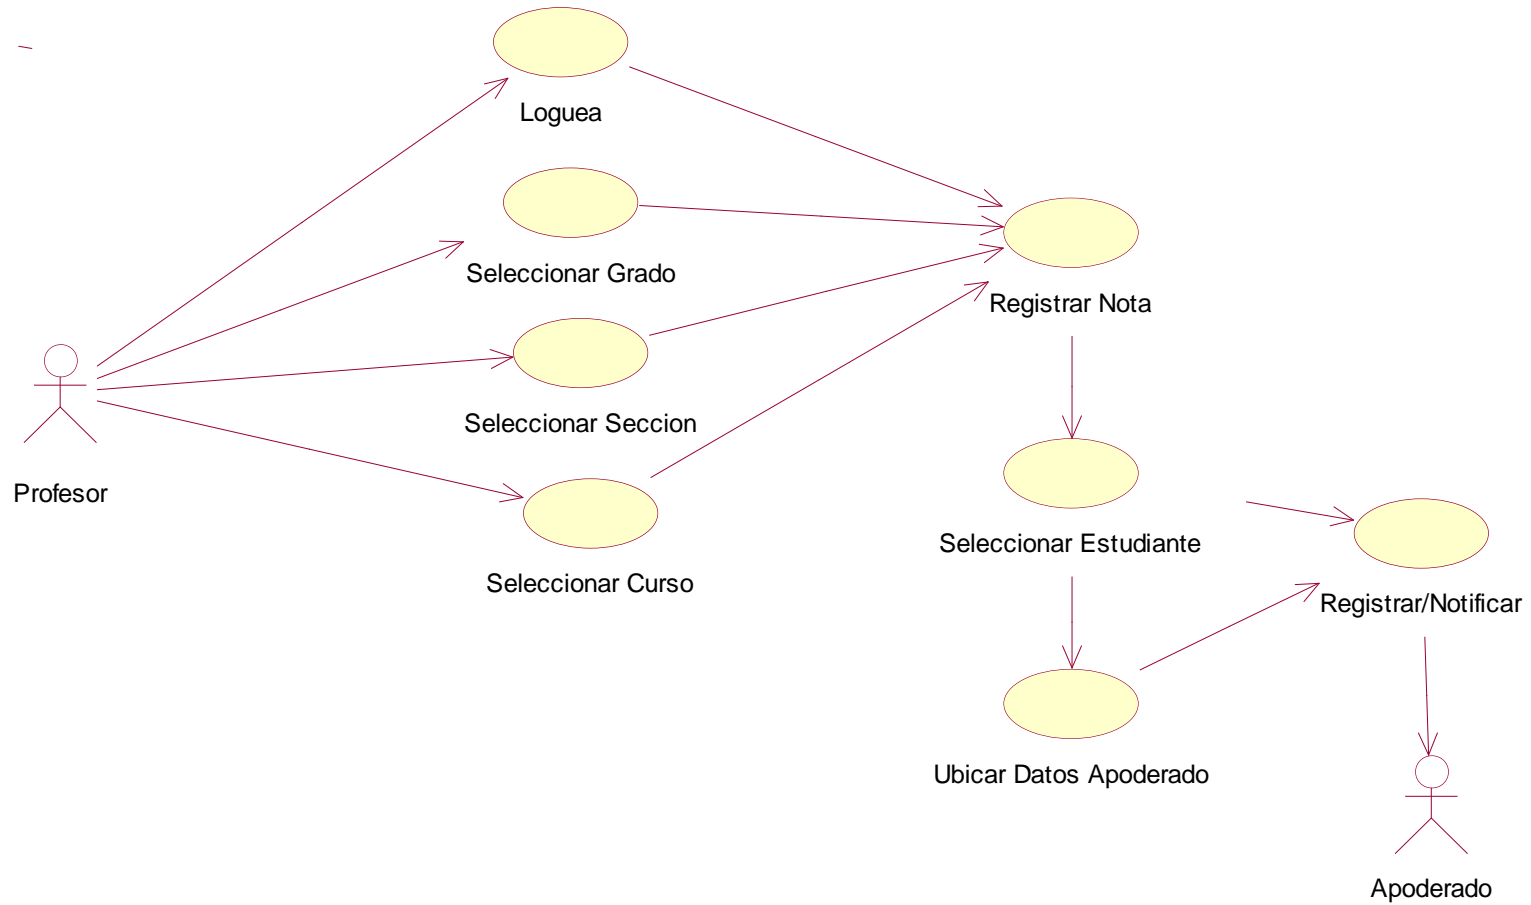 Loguea
Seleccionar Grado
Registrar Nota
Seleccionar Seccion
Profesor
Seleccionar Estudiante
Seleccionar Curso
Registrar/Notificar
Ubicar Datos Apoderado
Apoderado